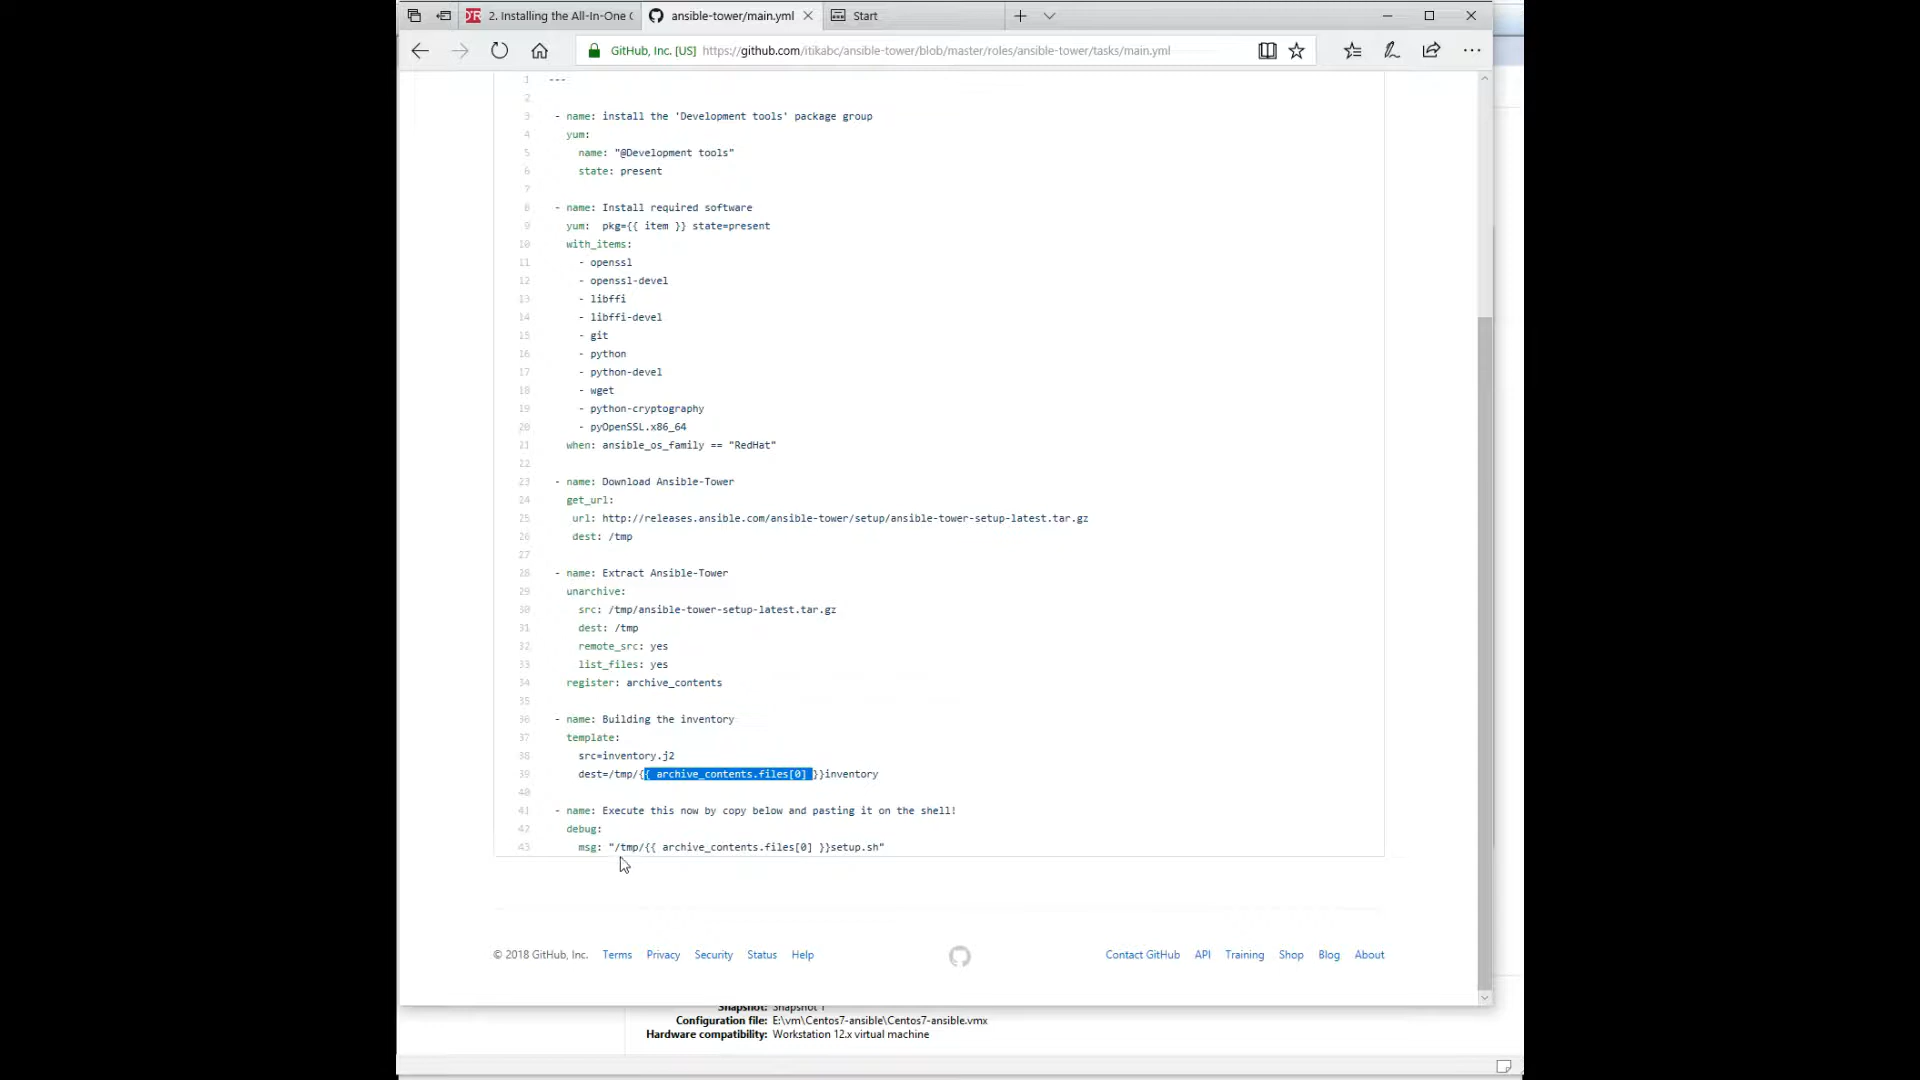 2. Installing the All-In-One
ansible-tower/main.yml
Start
GitHub, Inc. [US] https://github.com/itikabc/ansible-tower/blob/master/roles/ansible-tower/tasks/main.yml
1 ---
2
3 - name: install the 'Development tools' package group
4 yum:
5 name: "@Development tools"
6 state: present
7
8 - name: Install required software
9 yum: pkg={{ item }} state=present
10 with_items:
11 - openssl
12 - openssl-devel
13 - libffi
14 - libffi-devel
15 - git
16 - python
17 - python-devel
18 - wget
19 - python-cryptography
20 - pyOpenSSL.x86_64
21 when: ansible_os_family == "RedHat"
22
23 - name: Download Ansible-Tower
24 get_url:
25 url: http://releases.ansible.com/ansible-tower/setup/ansible-tower-setup-latest.tar.gz
26 dest: /tmp
27
28 - name: Extract Ansible-Tower
29 unarchive:
30 src: /tmp/ansible-tower-setup-latest.tar.gz
31 dest: /tmp
32 remote_src: yes
33 list_files: yes
34 register: archive_contents
35
36 - name: Building the inventory
37 template:
38 src=inventory.j2
39 dest=/tmp/{{ archive_contents.files[0] }}inventory
40
41 - name: Execute this now by copy below and pasting it on the shell!
42 debug:
43 msg: "/tmp/{{ archive_contents.files[0] }}setup.sh"
© 2018 GitHub, Inc. Terms Privacy Security Status Help Contact GitHub API Training Shop Blog About
Snapshot: Snapshot 1
Configuration file: E:\vm\Centos7-ansible\Centos7-ansible.vmx
Hardware compatibility: Workstation 12.x virtual machine